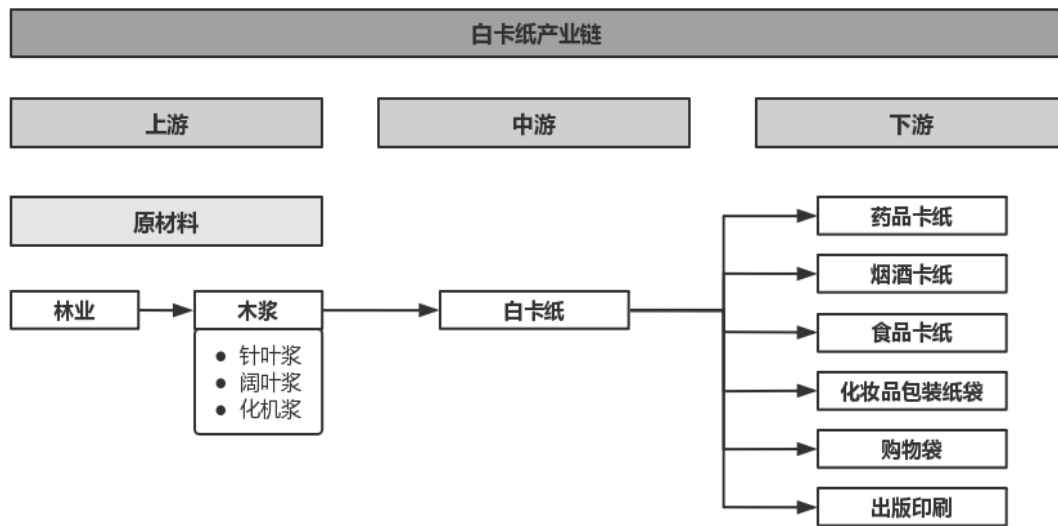 白卡纸产业链
上游
中游
下游
原材料
林业
木浆
● 针叶浆
● 阔叶浆
● 化机浆
白卡纸
药品卡纸
烟酒卡纸
食品卡纸
化妆品包装纸袋
购物袋
出版印刷